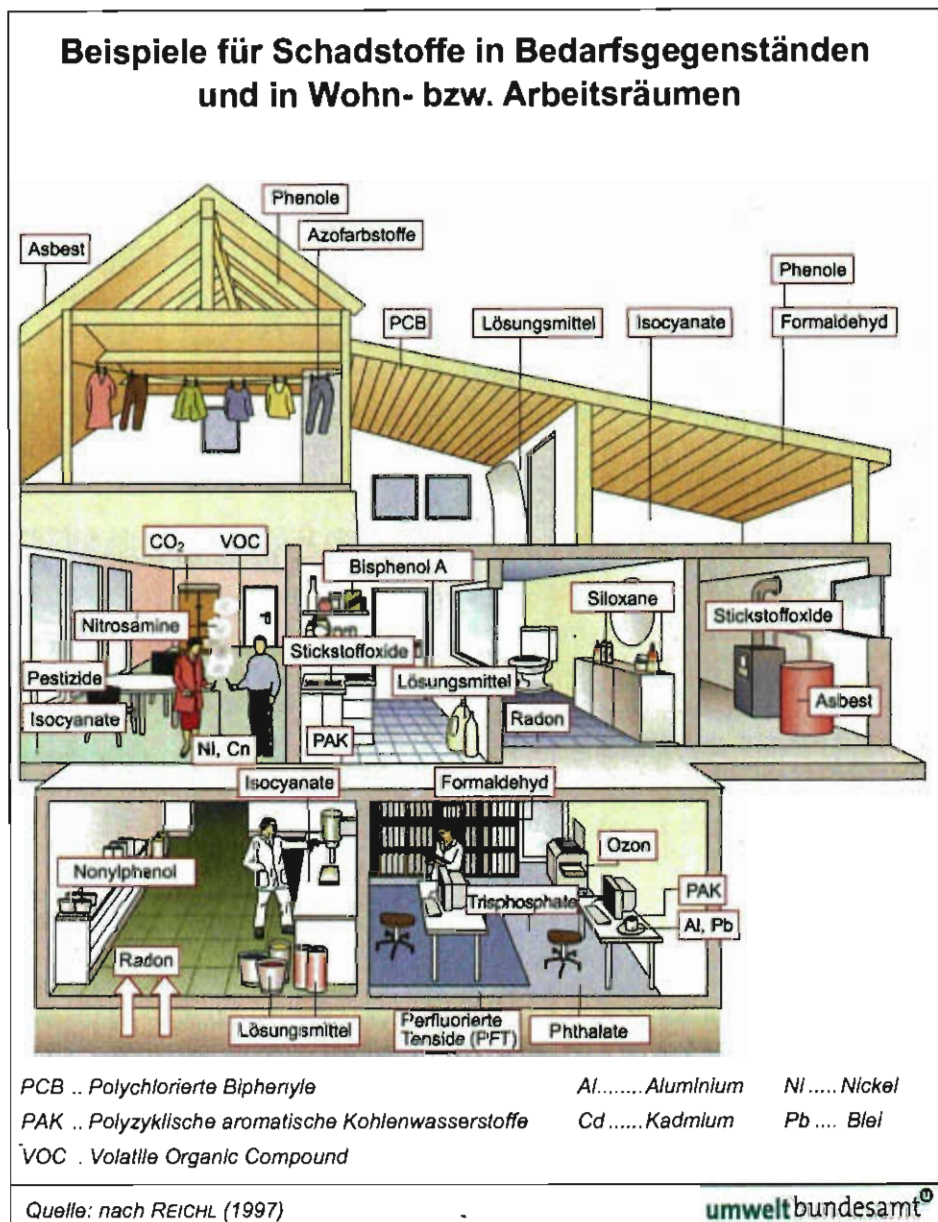 Beispiele für Schadstoffe in Bedarfsgegenständen
und in Wohn- bzw. Arbeitsräumen
Phenole
Azofarbstoffe
Asbest
Phenole
PCB
Lösungsmittel
Isocyanate
Formaldehyd
CO₂
VOC
Bisphenol A
Siloxane
Stickstoffoxide
Nitrosamine
Stickstoffoxide
Pestizide
Lösungsmittel
Isocyanate
Radon
Asbest
Ni, Cn
PAK
Isocyanate
Formaldehyd
Ozon
Nonylphenol
Trisphosphate
PAK
Al, Pb
Radon
Lösungsmittel
Perfluorierte
Tenside (PFT)
Phthalate
PCB .. Polychlorierte Biphenyle
Al........Aluminium
Ni ..... Nickel
PAK .. Polyzyklische aromatische Kohlenwasserstoffe
Cd ......Kadmium
Pb .... Blei
VOC . Volatile Organic Compound
Quelle: nach REICHL (1997)
umweltbundesamt